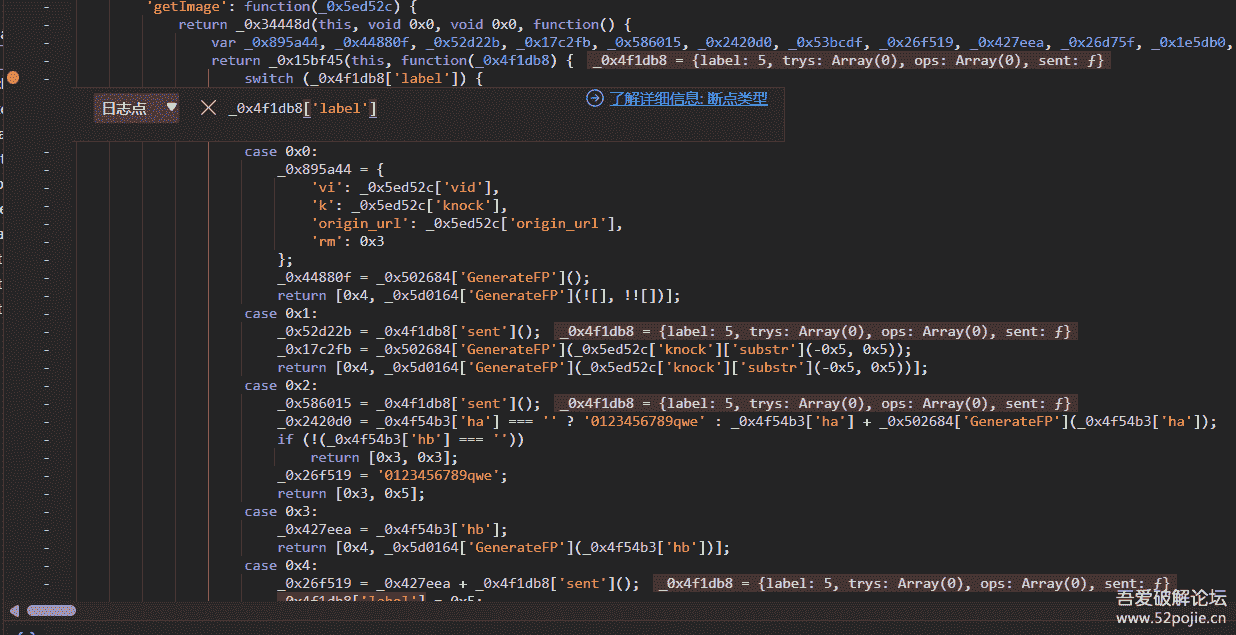 'getImage': function(_0x5ed52c) {
return _0x34448d(this, void 0x0, void 0x0, function() {
var _0x895a44, _0x44880f, _0x52d22b, _0x17c2fb, _0x586015, _0x2420d0, _0x53bcdf, _0x26f519, _0x427eea, _0x26d75f, _0x1e5db0,
return _0x15bf45(this, function(_0x4f1db8) { _0x4f1db8 = {label: 5, trys: Array(0), ops: Array(0), sent: ƒ}
switch (_0x4f1db8['label']) {
日志点 _0x4f1db8['label'] 了解详细信息: 断点类型
case 0x0:
_0x895a44 = {
'vi': _0x5ed52c['vid'],
'k': _0x5ed52c['knock'],
'origin_url': _0x5ed52c['origin_url'],
'rm': 0x3
};
_0x44880f = _0x502684['GenerateFP']();
return [0x4, _0x5d0164['GenerateFP'](![], !![])];
case 0x1:
_0x52d22b = _0x4f1db8['sent'](); _0x4f1db8 = {label: 5, trys: Array(0), ops: Array(0), sent: ƒ}
_0x17c2fb = _0x502684['GenerateFP'](_0x5ed52c['knock']['substr'](-0x5, 0x5));
return [0x4, _0x5d0164['GenerateFP'](_0x5ed52c['knock']['substr'](-0x5, 0x5))];
case 0x2:
_0x586015 = _0x4f1db8['sent'](); _0x4f1db8 = {label: 5, trys: Array(0), ops: Array(0), sent: ƒ}
_0x2420d0 = _0x4f54b3['ha'] === '' ? '0123456789qwe' : _0x4f54b3['ha'] + _0x502684['GenerateFP'](_0x4f54b3['ha']);
if (!(_0x4f54b3['hb'] === ''))
return [0x3, 0x3];
_0x26f519 = '0123456789qwe';
return [0x3, 0x5];
case 0x3:
_0x427eea = _0x4f54b3['hb'];
return [0x4, _0x5d0164['GenerateFP'](_0x4f54b3['hb'])];
case 0x4:
_0x26f519 = _0x427eea + _0x4f1db8['sent'](); _0x4f1db8 = {label: 5, trys: Array(0), ops: Array(0), sent: ƒ}
_0x4f1db8['label'] = 0x5;
吾爱破解论坛
www.52pojie.cn